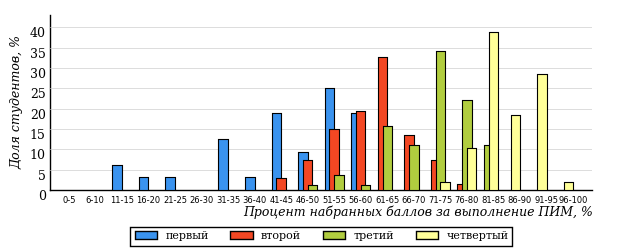 Доля студентов, %
40
35
30
25
20
15
10
5
0
0-5 6-10 11-15 16-20 21-25 26-30 31-35 36-40 41-45 46-50 51-55 56-60 61-65 66-70 71-75 76-80 81-85 86-90 91-95 96-100
Процент набранных баллов за выполнение ПИМ, %
первый второй третий четвертый